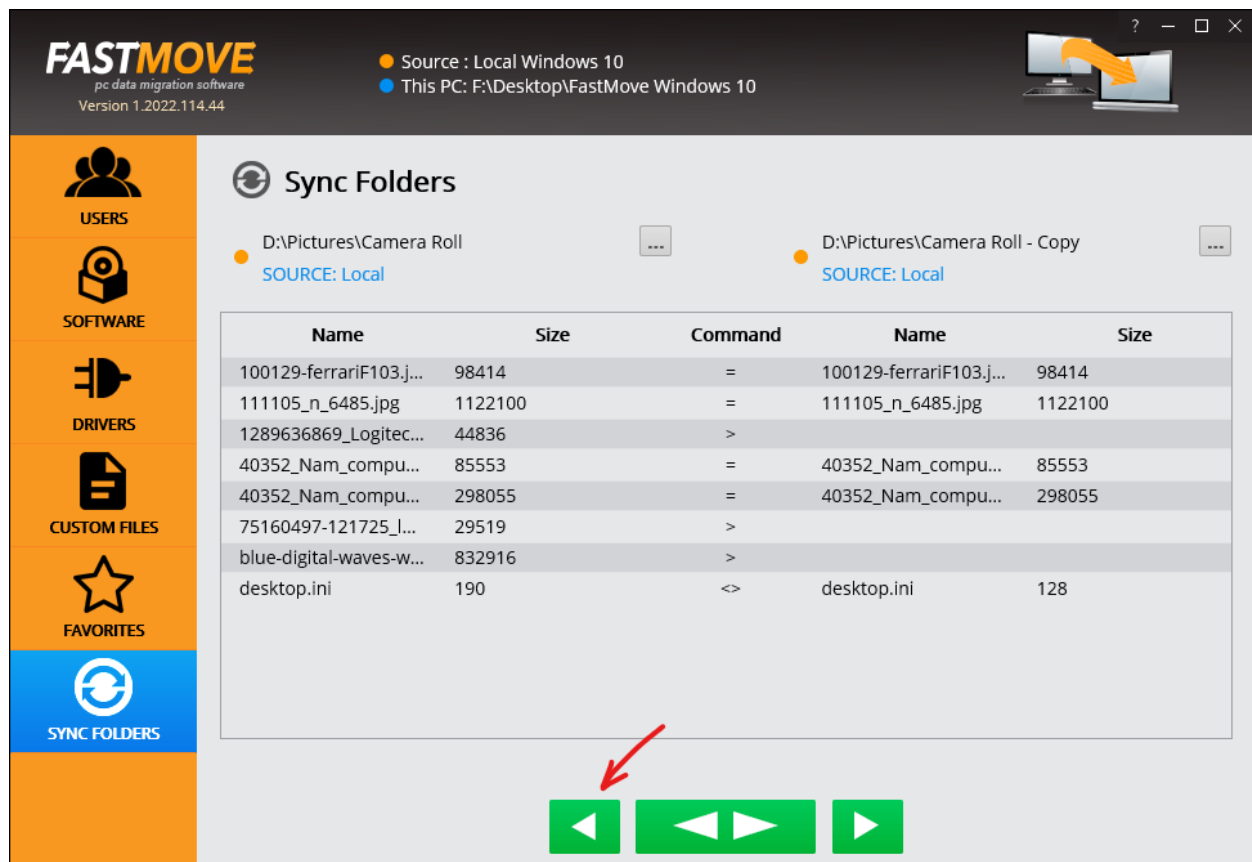 FASTMOVE
pc data migration software
Version 1.2022.114.44
Source : Local Windows 10
This PC: F:\Desktop\FastMove Windows 10
?
USERS
SOFTWARE
DRIVERS
CUSTOM FILES
FAVORITES
SYNC FOLDERS
Sync Folders
D:\Pictures\Camera Roll ... D:\Pictures\Camera Roll - Copy ...
SOURCE: Local SOURCE: Local
Name Size Command Name Size
100129-ferrariF103.j... 98414 = 100129-ferrariF103.j... 98414
111105_n_6485.jpg 1122100 = 111105_n_6485.jpg 1122100
1289636869_Logitec... 44836 >
40352_Nam_compu... 85553 = 40352_Nam_compu... 85553
40352_Nam_compu... 298055 = 40352_Nam_compu... 298055
75160497-121725_l... 29519 >
blue-digital-waves-w... 832916 >
desktop.ini 190 <> desktop.ini 128